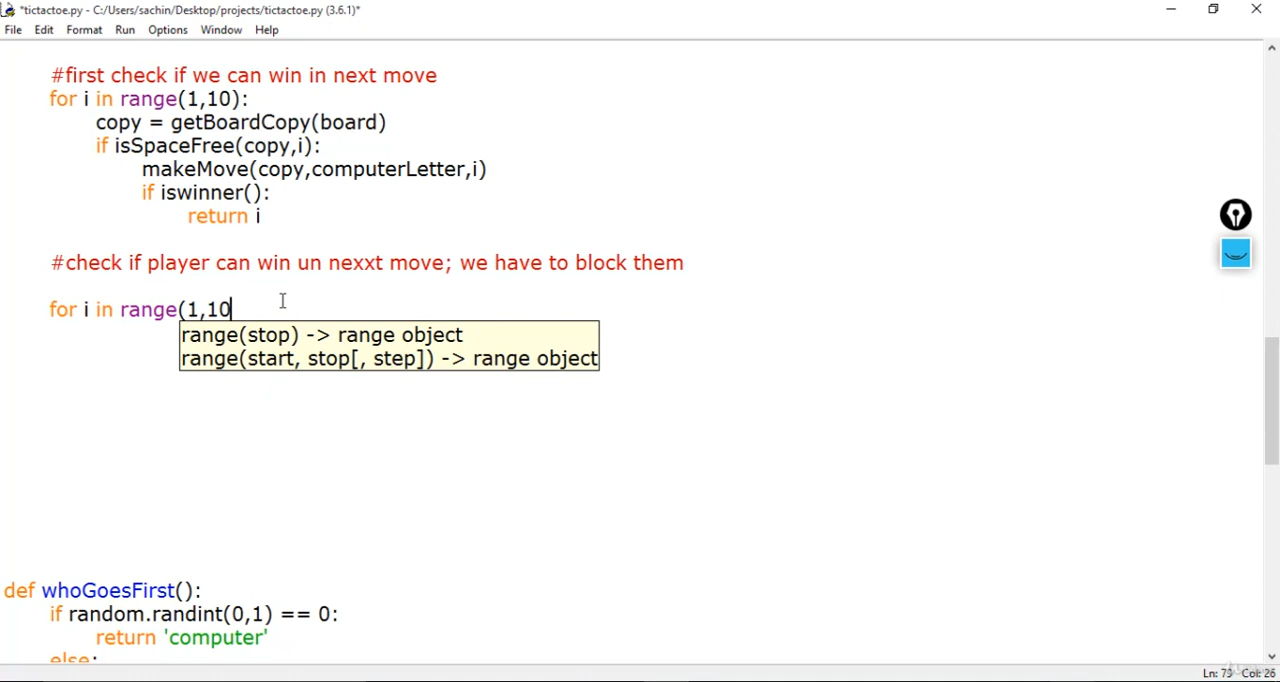 *tictactoe.py - C:/Users/sachin/Desktop/projects/tictactoe.py (3.6.1)*
File Edit Format Run Options Window Help
#first check if we can win in next move
for i in range(1,10):
copy = getBoardCopy(board)
if isSpaceFree(copy,i):
makeMove(copy,computerLetter,i)
if iswinner():
return i
#check if player can win un nexxt move; we have to block them
for i in range(1,10
range(stop) -> range object
range(start, stop[, step]) -> range object
def whoGoesFirst():
if random.randint(0,1) == 0:
return 'computer'
else:
Ln: 73 Col: 26